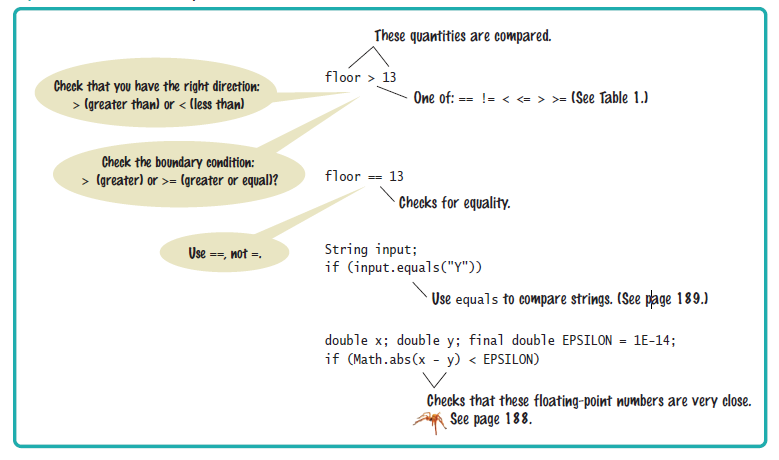 These quantities are compared.
floor > 13
Check that you have the right direction:
> (greater than) or < (less than)
One of: == != < <= > >= (See Table 1.)
Check the boundary condition:
> (greater) or >= (greater or equal)?
floor == 13
Checks for equality.
Use ==, not =.
String input;
if (input.equals("Y"))
Use equals to compare strings. (See page 189.)
double x; double y; final double EPSILON = 1E-14;
if (Math.abs(x - y) < EPSILON)
Checks that these floating-point numbers are very close.
See page 188.